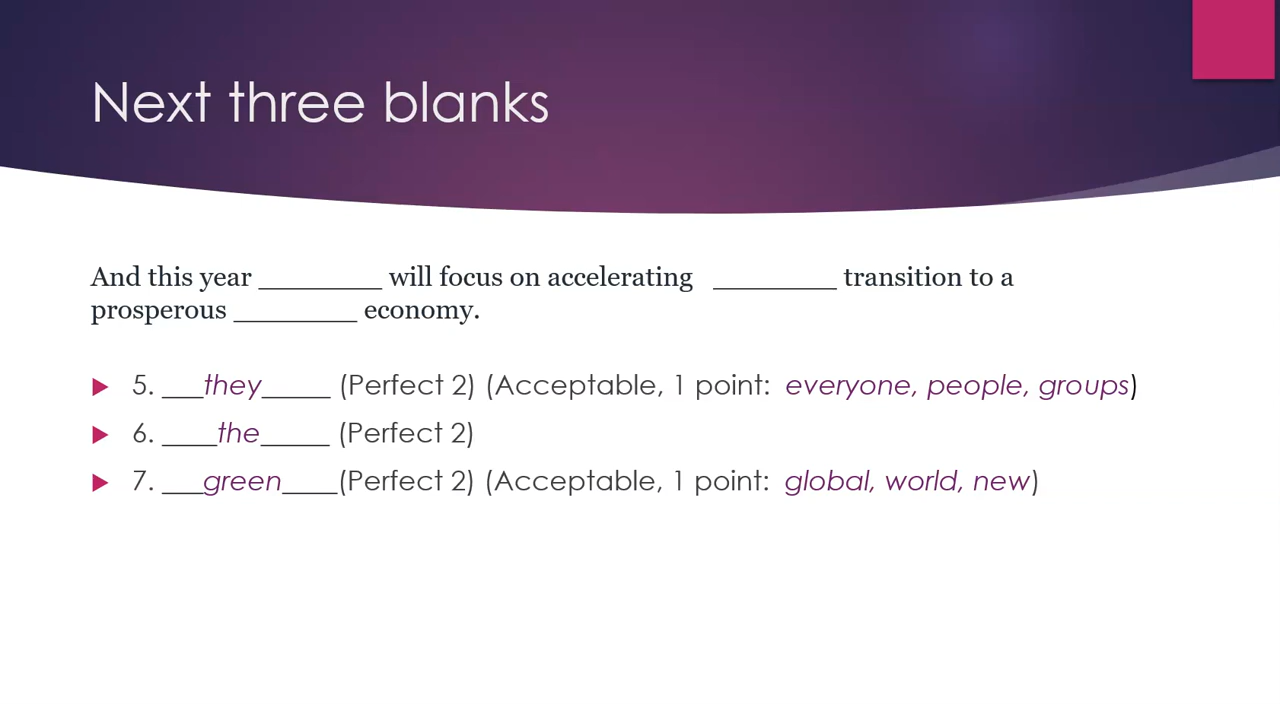 Next three blanks
And this year ________ will focus on accelerating ________ transition to a
prosperous ________ economy.
5. ___they_____ (Perfect 2) (Acceptable, 1 point: everyone, people, groups)
6. ____the_____ (Perfect 2)
7. ___green____(Perfect 2) (Acceptable, 1 point: global, world, new)